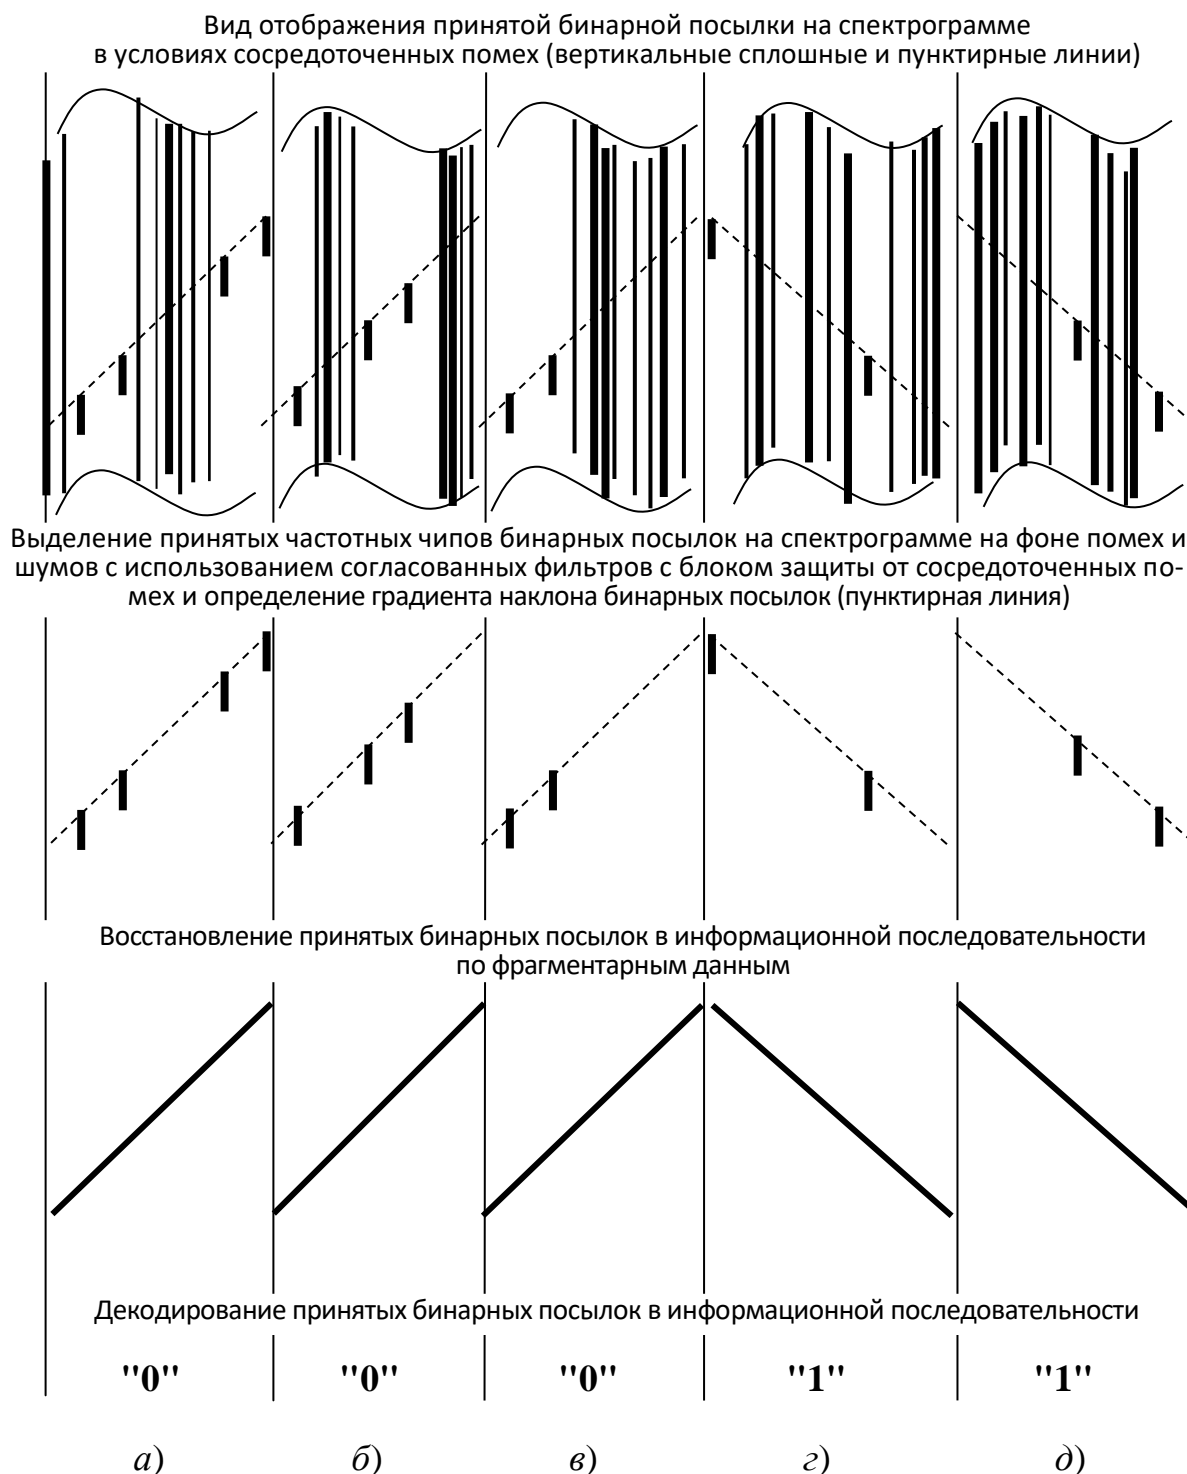 Вид отображения принятой бинарной посылки на спектрограмме
в условиях сосредоточенных помех (вертикальные сплошные и пунктирные линии)
Выделение принятых частотных чипов бинарных посылок на спектрограмме на фоне помех и
шумов с использованием согласованных фильтров с блоком защиты от сосредоточенных по-
мех и определение градиента наклона бинарных посылок (пунктирная линия)
Восстановление принятых бинарных посылок в информационной последовательности
по фрагментарным данным
Декодирование принятых бинарных посылок в информационной последовательности
"0" "0" "0" "1" "1"
а) б) в) г) д)